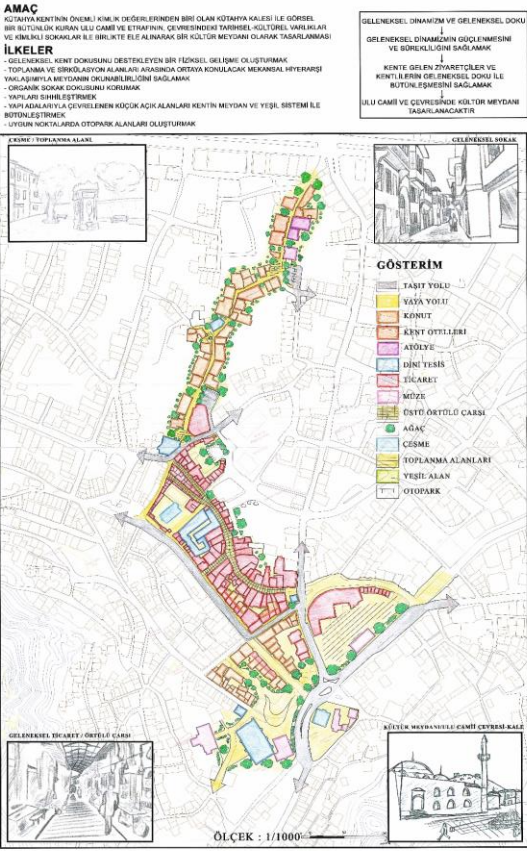 AMAÇ
KÜTAHYA KENTİNİN ÖNEMLİ KİMLİK DEĞERLERİNDEN BİRİ OLAN KÜTAHYA KALESİ İLE GÖRSEL
BİR BÜTÜNLÜK KURAN ULU CAMİİ VE ETRAFININ, ÇEVRESİNDEKİ TARİHSEL-KÜLTÜREL VARLIKLAR
VE KİMLİKLİ SOKAKLAR İLE BİRLİKTE ELE ALINARAK BİR KÜLTÜR MEYDANI OLARAK TASARLANMASI
İLKELER
- GELENEKSEL KENT DOKUSUNU DESTEKLEYEN BİR FİZİKSEL GELİŞME OLUŞTURMAK
- TOPLANMA VE SİRKÜLASYON ALANLARI ARASINDA ORTAYA KONULACAK MEKANSAL HİYERARŞİ
YAKLAŞIMIYLA MEYDANIN OKUNABİLİRLİĞİNİ SAĞLAMAK
- ORGANİK SOKAK DOKUSUNU KORUMAK
- YAPILARI SIHHİLEŞTİRMEK
- YAPI ADALARIYLA ÇEVRELENEN KÜÇÜK AÇIK ALANLARI KENTİN MEYDAN VE YEŞİL SİSTEMİ İLE
BÜTÜNLEŞTİRMEK
- UYGUN NOKTALARDA OTOPARK ALANLARI OLUŞTURMAK
GELENEKSEL DİNAMİZM VE GELENEKSEL DOKU
GELENEKSEL DİNAMİZMİN GÜÇLENMESİNİ
VE SÜREKLİLİĞİNİ SAĞLAMAK
KENTE GELEN ZİYARETÇİLER VE
KENTLİLERİN GELENEKSEL DOKU İLE
BÜTÜNLEŞMESİNİ SAĞLAMAK
ULU CAMİ VE ÇEVRESİNDE KÜLTÜR MEYDANI
TASARLANACAKTIR
ÇEŞME / TOPLANMA ALANI
GELENEKSEL SOKAK
GÖSTERİM
TAŞIT YOLU
YAYA YOLU
KONUT
KENT OTELLERİ
ATÖLYE
DİNİ TESİS
TİCARET
MÜZE
ÜSTÜ ÖRTÜLÜ ÇARŞI
AĞAÇ
ÇEŞME
TOPLANMA ALANLARI
YEŞİL ALAN
OTOPARK
GELENEKSEL TİCARET / ÖRTÜLÜ ÇARŞI
KÜLTÜR MEYDANI/ULU CAMİİ ÇEVRESİ-KALE
ÖLÇEK : 1/1000